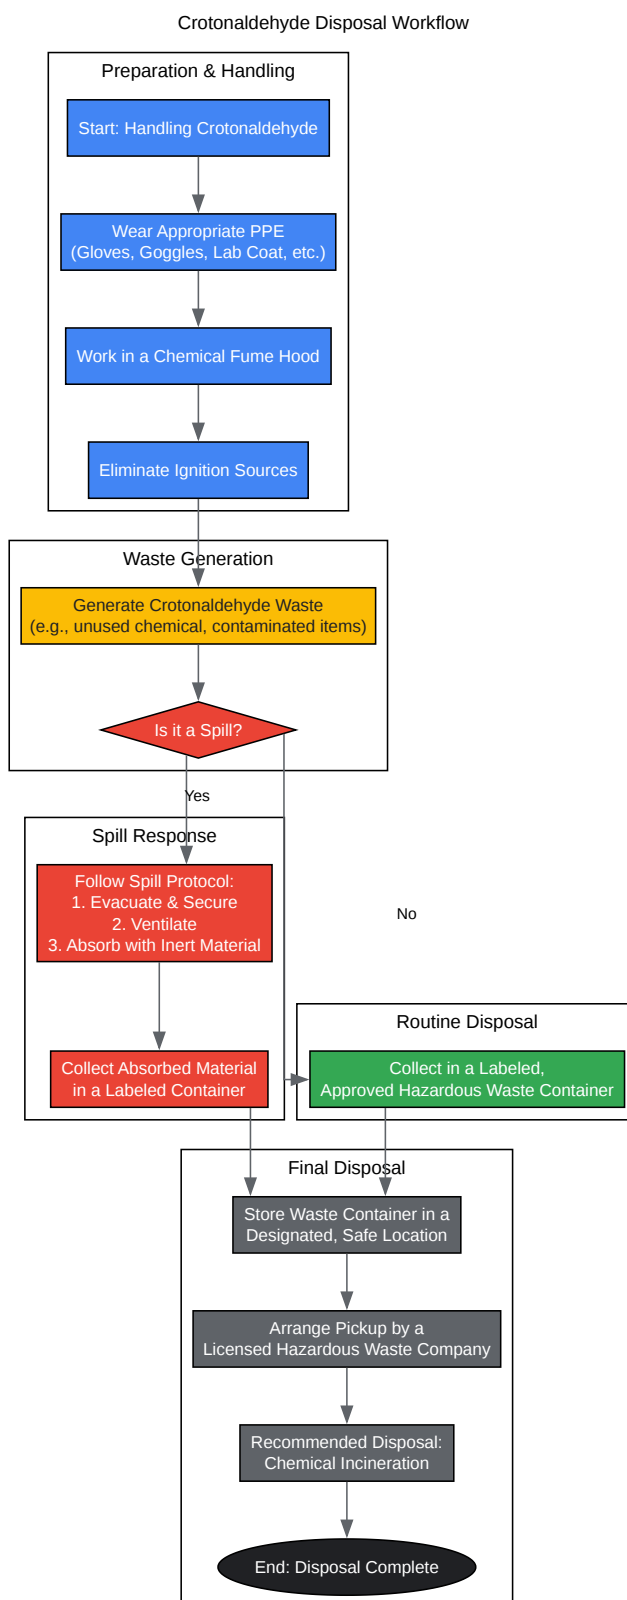 Crotonaldehyde Disposal Workflow
Preparation & Handling
Start: Handling Crotonaldehyde
Wear Appropriate PPE
(Gloves, Goggles, Lab Coat, etc.)
Work in a Chemical Fume Hood
Eliminate Ignition Sources
Waste Generation
Generate Crotonaldehyde Waste
(e.g., unused chemical, contaminated items)
Is it a Spill?
Yes
Spill Response
Follow Spill Protocol:
1. Evacuate & Secure
2. Ventilate
3. Absorb with Inert Material
No
Collect Absorbed Material
in a Labeled Container
Routine Disposal
Collect in a Labeled,
Approved Hazardous Waste Container
Final Disposal
Store Waste Container in a
Designated, Safe Location
Arrange Pickup by a
Licensed Hazardous Waste Company
Recommended Disposal:
Chemical Incineration
End: Disposal Complete